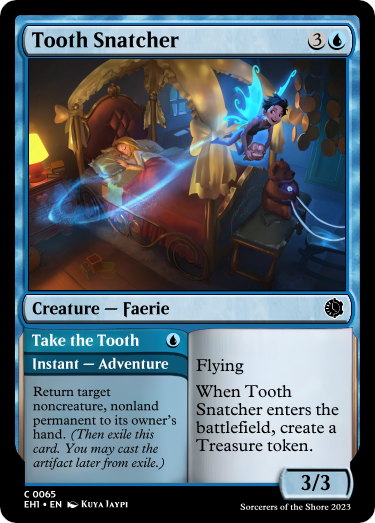 Tooth Snatcher 3
Creature — Faerie
Take the Tooth
Instant — Adventure
Return target
noncreature, nonland
permanent to its owner's
hand. (Then exile this
card. You may cast the
artifact later from exile.)
Flying
When Tooth
Snatcher enters the
battlefield, create a
Treasure token.
3/3
C 0065
EH1 • EN Kuya Jaypi
Sorcerers of the Shore 2023